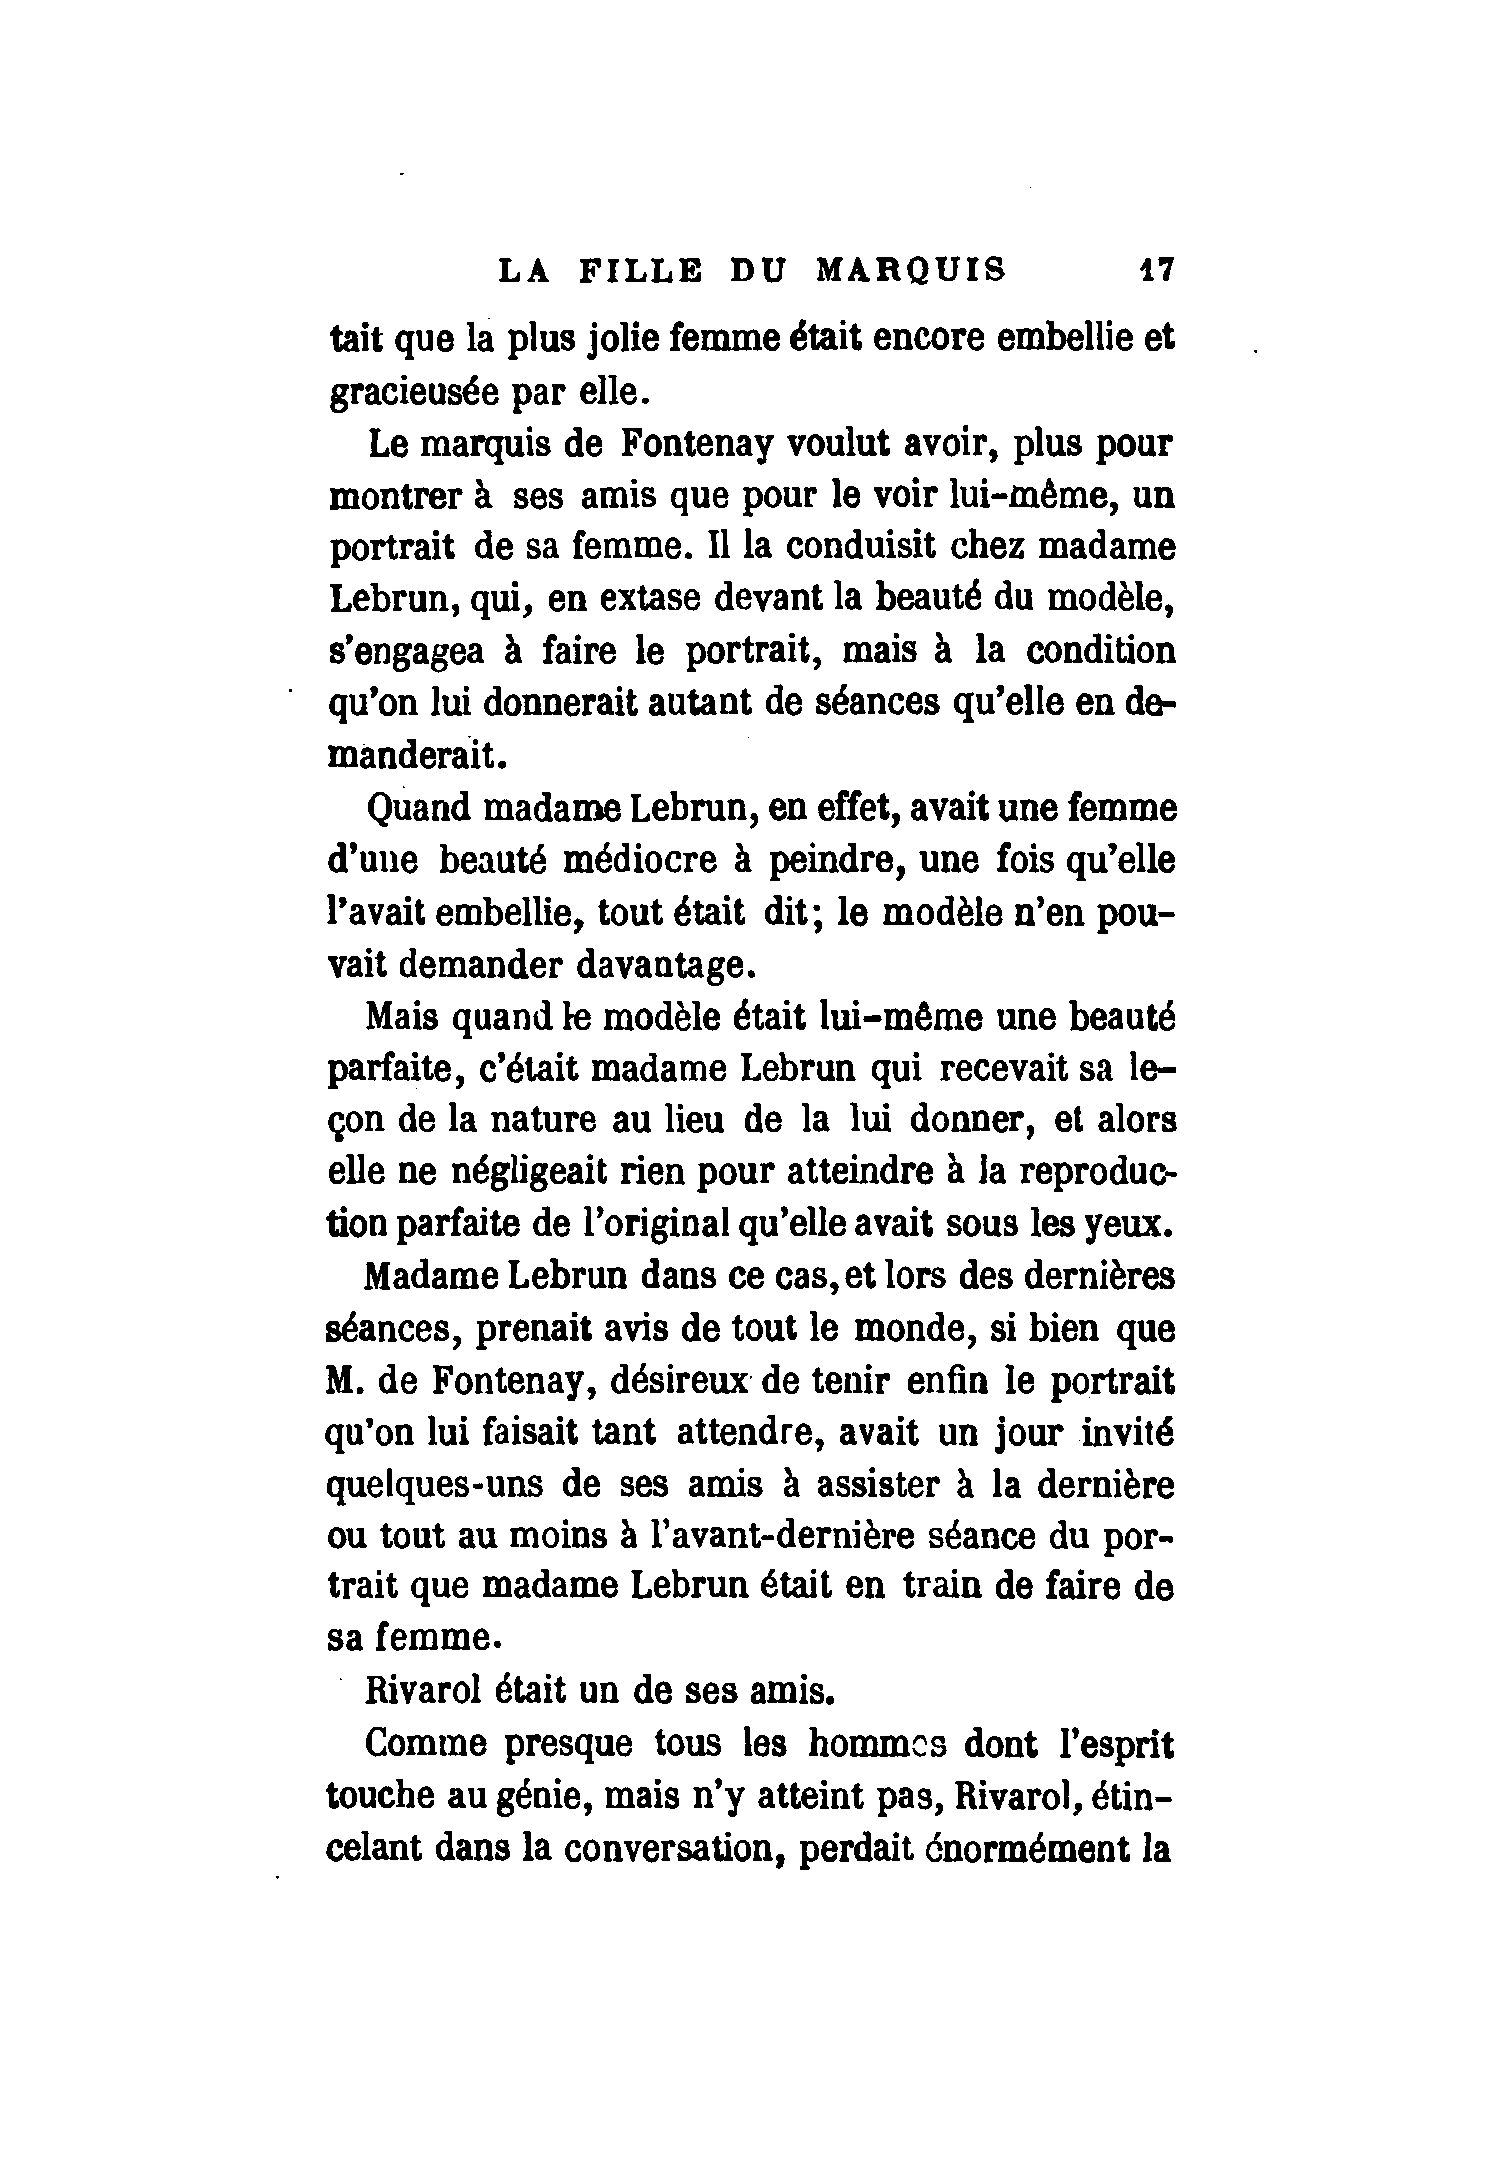 LA FILLE DU MARQUIS 17
tait que la plus jolie femme était encore embellie et
gracieusée par elle.
Le marquis de Fontenay voulut avoir, plus pour
montrer à ses amis que pour le voir lui-même, un
portrait de sa femme. Il la conduisit chez madame
Lebrun, qui, en extase devant la beauté du modèle,
s'engagea à faire le portrait, mais à la condition
qu'on lui donnerait autant de séances qu'elle en de-
manderait.
Quand madame Lebrun, en effet, avait une femme
d'une beauté médiocre à peindre, une fois qu'elle
l'avait embellie, tout était dit; le modèle n'en pou-
vait demander davantage.
Mais quand le modèle était lui-même une beauté
parfaite, c'était madame Lebrun qui recevait sa le-
çon de la nature au lieu de la lui donner, et alors
elle ne négligeait rien pour atteindre à la reproduc-
tion parfaite de l'original qu'elle avait sous les yeux.
Madame Lebrun dans ce cas, et lors des dernières
séances, prenait avis de tout le monde, si bien que
M. de Fontenay, désireux de tenir enfin le portrait
qu'on lui faisait tant attendre, avait un jour invité
quelques-uns de ses amis à assister à la dernière
ou tout au moins à l'avant-dernière séance du por-
trait que madame Lebrun était en train de faire de
sa femme.
Rivarol était un de ses amis.
Comme presque tous les hommes dont l'esprit
touche au génie, mais n'y atteint pas, Rivarol, étin-
celant dans la conversation, perdait énormément la